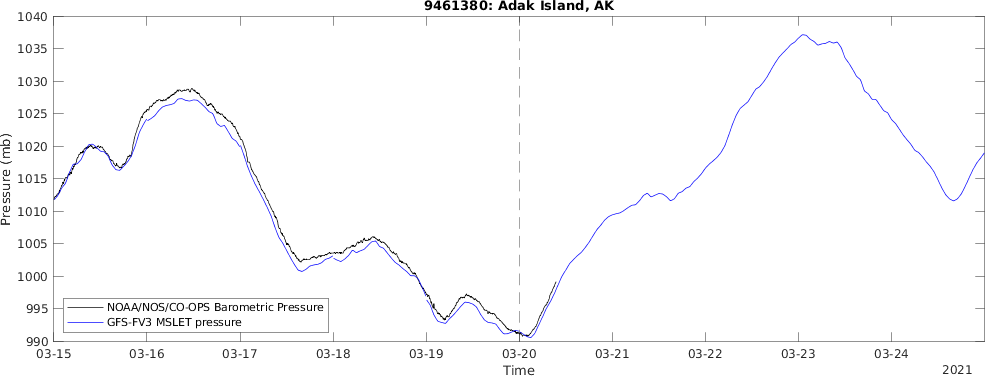 9461380: Adak Island, AK
Pressure (mb)
1040
1035
1030
1025
1020
1015
1010
1005
1000
995
990
NOAA/NOS/CO-OPS Barometric Pressure
GFS-FV3 MSLET pressure
03-15 03-16 03-17 03-18 03-19 03-20 03-21 03-22 03-23 03-24
Time
2021